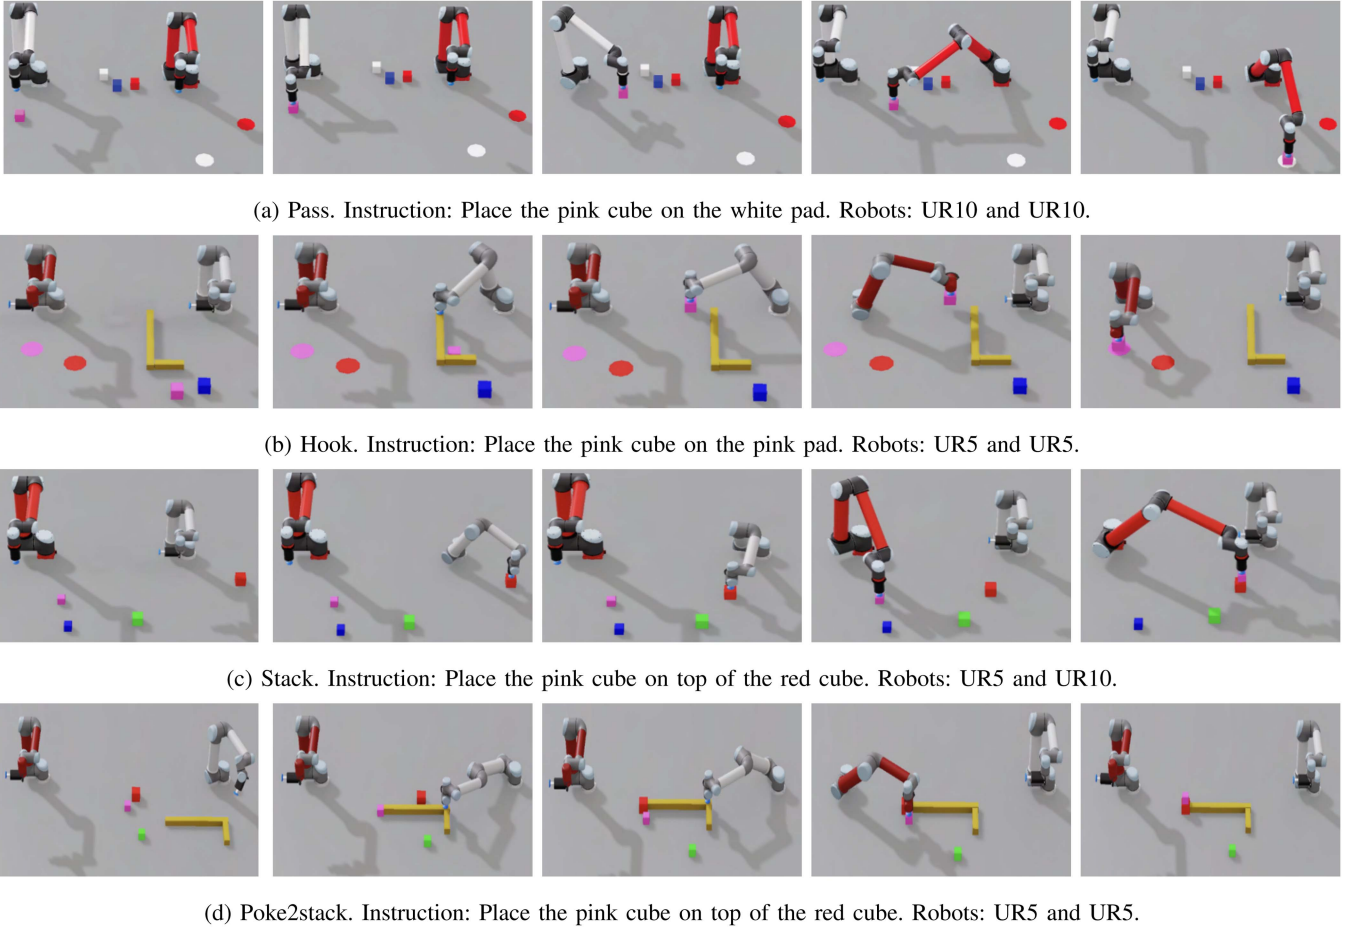 (a) Pass. Instruction: Place the pink cube on the white pad. Robots: UR10 and UR10.
(b) Hook. Instruction: Place the pink cube on the pink pad. Robots: UR5 and UR5.
(c) Stack. Instruction: Place the pink cube on top of the red cube. Robots: UR5 and UR10.
(d) Poke2stack. Instruction: Place the pink cube on top of the red cube. Robots: UR5 and UR5.